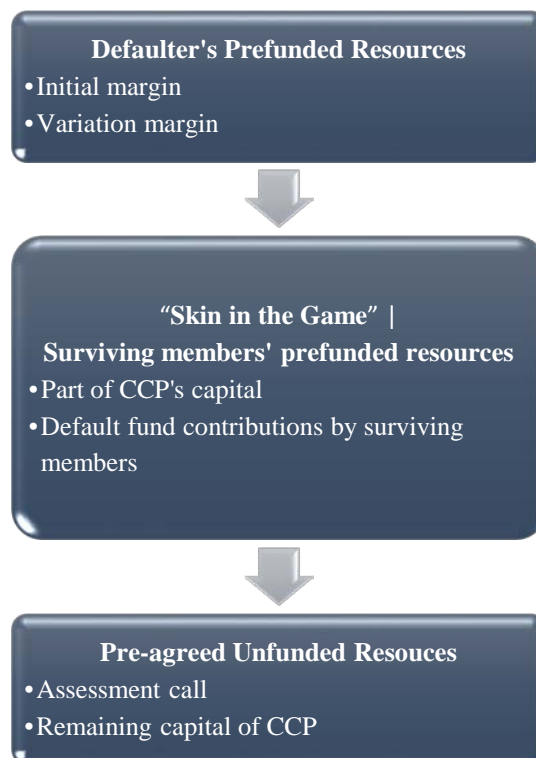 Defaulter's Prefunded Resources
•Initial margin
•Variation margin
“Skin in the Game” |
Surviving members' prefunded resources
•Part of CCP's capital
•Default fund contributions by surviving
members
Pre-agreed Unfunded Resouces
•Assessment call
•Remaining capital of CCP